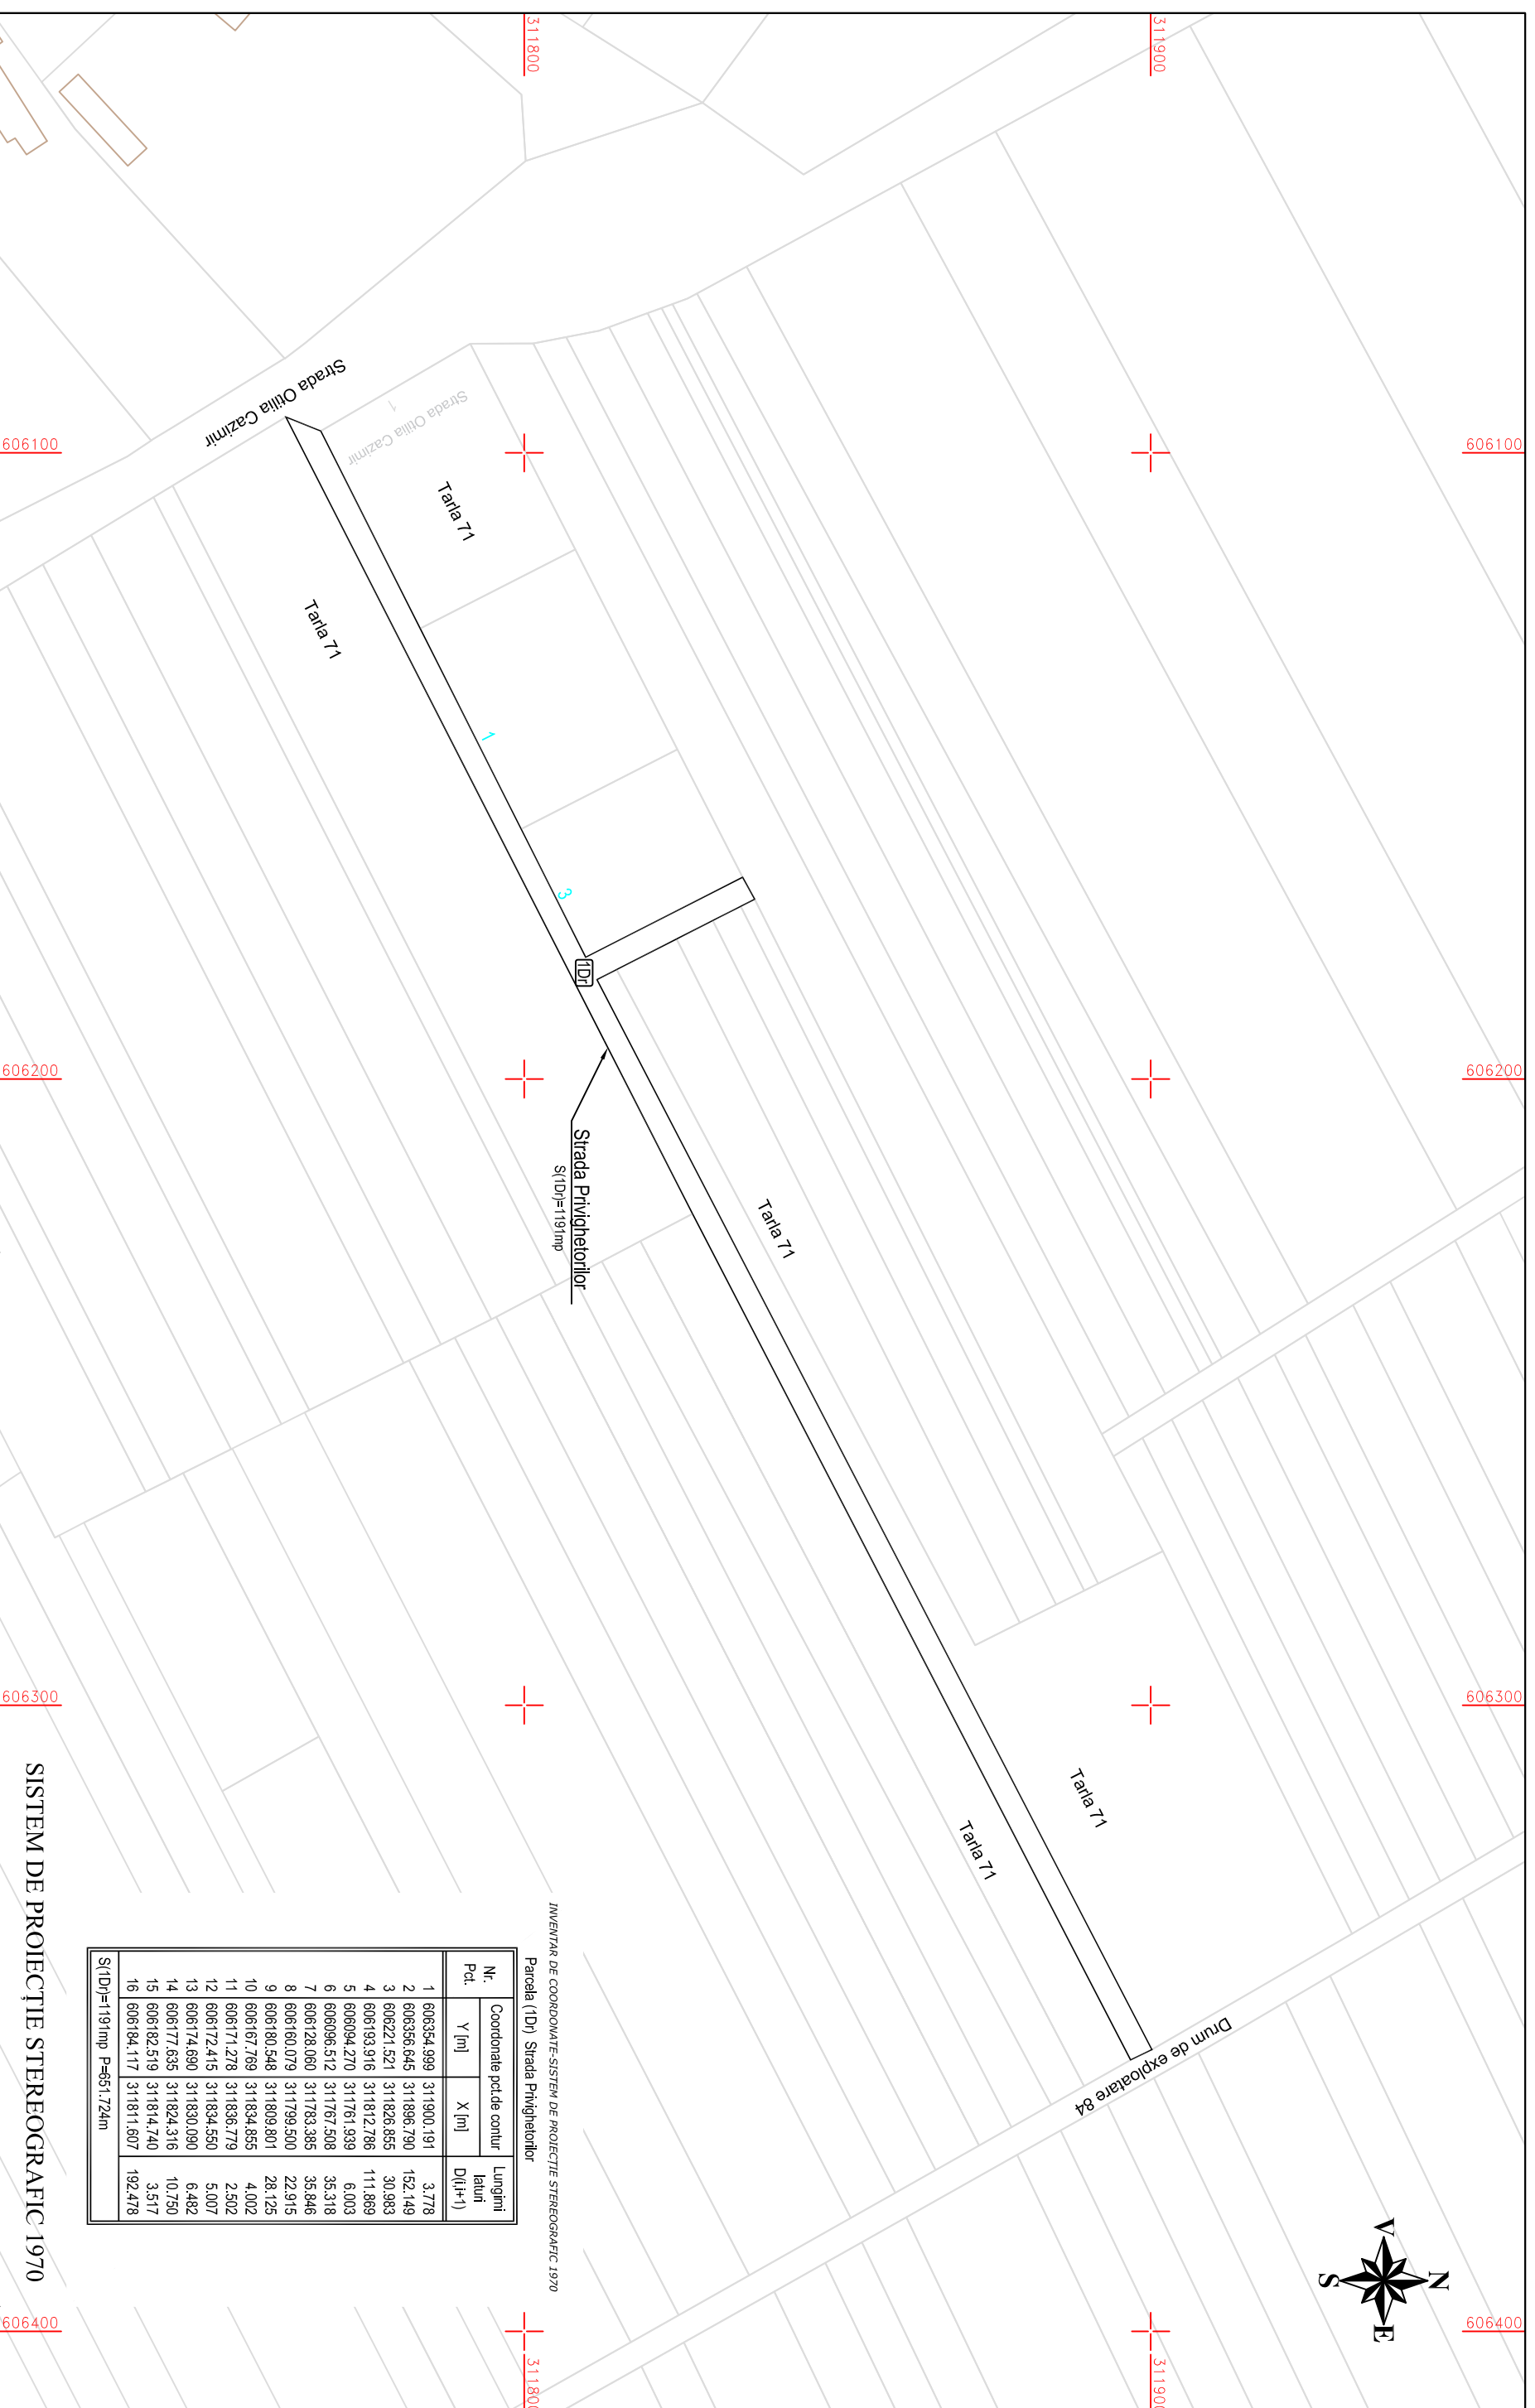 311800
311900
606100
606100
606200
606200
606300
606300
606400
606400
311800
311900
Strada Otilia Cazimir
Strada Otilia Cazimir
1
Tarla 71
Tarla 71
1
3
1Dr
Strada Privighetorilor
S(1Dr)=1191mp
Tarla 71
Tarla 71
Tarla 71
Drum de exploatare 84
N
V
E
S
INVENTAR DE COORDONATE-SISTEM DE PROIECȚIE STEREOGRAFIC 1970
Parcela (1Dr) Strada Privighetorilor
Nr. Pct. Coordonate pct.de contur Lungimi laturi
Y [m] X [m] D(i,i+1)
1 606354.999 311900.191 3.778
2 606356.645 311896.790 152.149
3 606221.521 311826.855 30.983
4 606193.916 311812.786 111.869
5 606094.270 311761.939 6.003
6 606096.512 311767.508 35.318
7 606128.060 311783.385 35.846
8 606160.079 311799.500 22.915
9 606180.548 311809.801 28.125
10 606167.769 311834.855 4.002
11 606171.278 311836.779 2.502
12 606172.415 311834.550 5.007
13 606174.690 311830.090 6.482
14 606177.635 311824.316 10.750
15 606182.519 311814.740 3.517
16 606184.117 311811.607 192.478
S(1Dr)=1191mp P=651.724m
SISTEM DE PROIECȚIE STEREOGRAFIC 1970